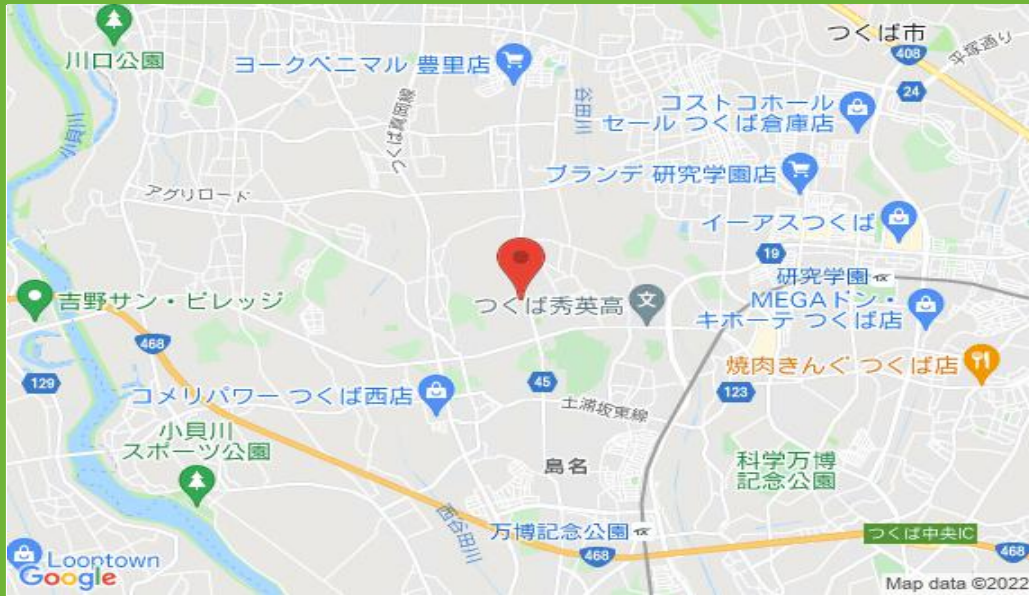 つくば市
408
平塚通り
川口公園
ヨークベニマル 豊里店
24
谷田川
つくば真岡線
コストコホール
セール つくば倉庫店
小貝川
ブランデ 研究学園店
アグリロード
イーアスつくば
19
研究学園
吉野サン・ビレッジ
つくば秀英高
文
MEGAドン・
キホーテ つくば店
468
焼肉きんぐ つくば店
129
45
123
コメリパワー つくば西店
土浦坂東線
小貝川
スポーツ公園
島名
科学万博
記念公園
西谷田川
万博記念公園
つくば中央IC
468
468
Loontown
Google
Map data ©2022